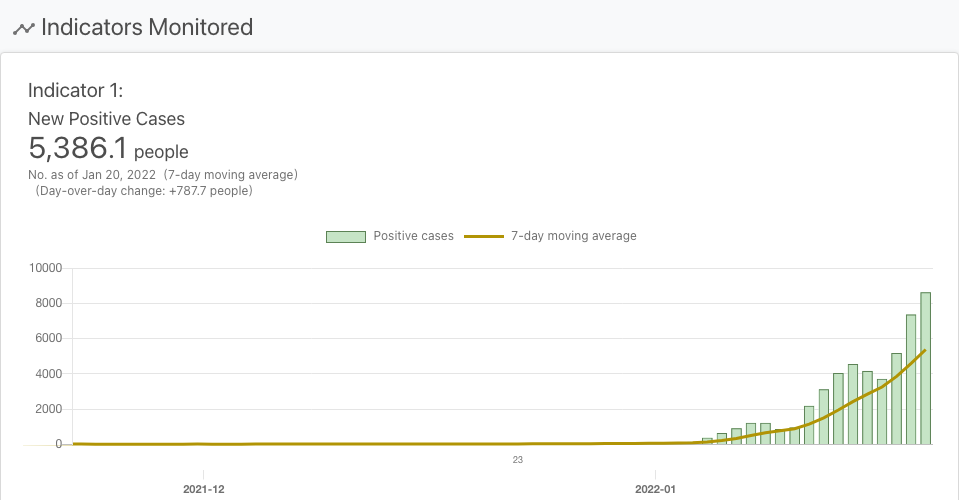 Indicators Monitored
Indicator 1:
New Positive Cases
5,386.1 people
No. as of Jan 20, 2022 (7-day moving average)
(Day-over-day change: +787.7 people)
Positive cases 7-day moving average
10000
8000
6000
4000
2000
0
23
2021-12 2022-01